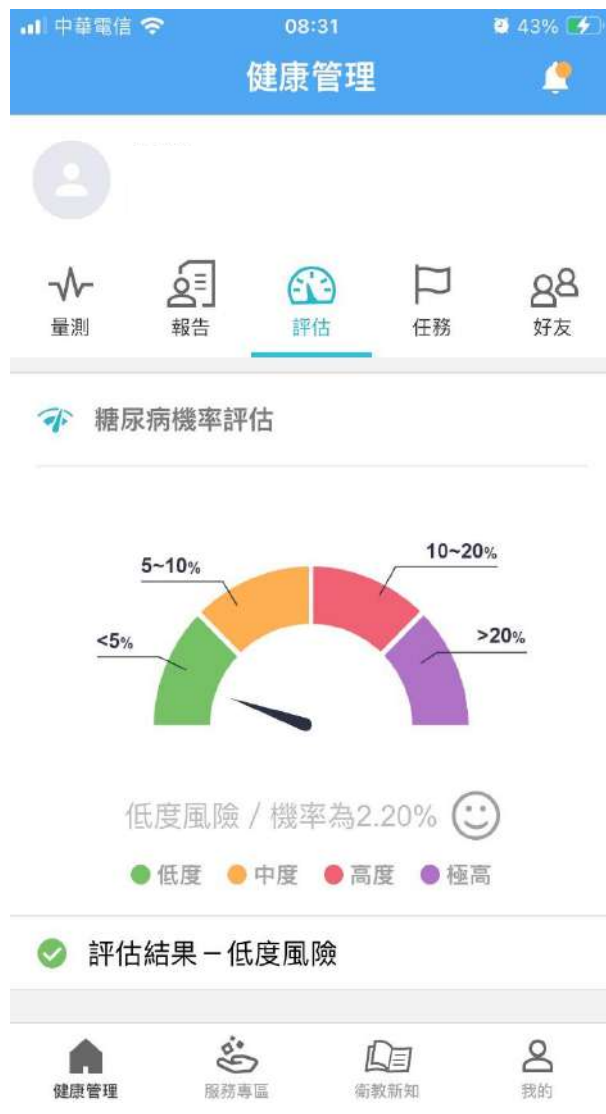 中華電信 08:31 43%
健康管理
量測 報告 評估 任務 好友
糖尿病機率評估
5~10% 10~20%
<5% >20%
低度風險 / 機率為2.20%
低度 中度 高度 極高
評估結果－低度風險
健康管理 服務專區 衛教新知 我的